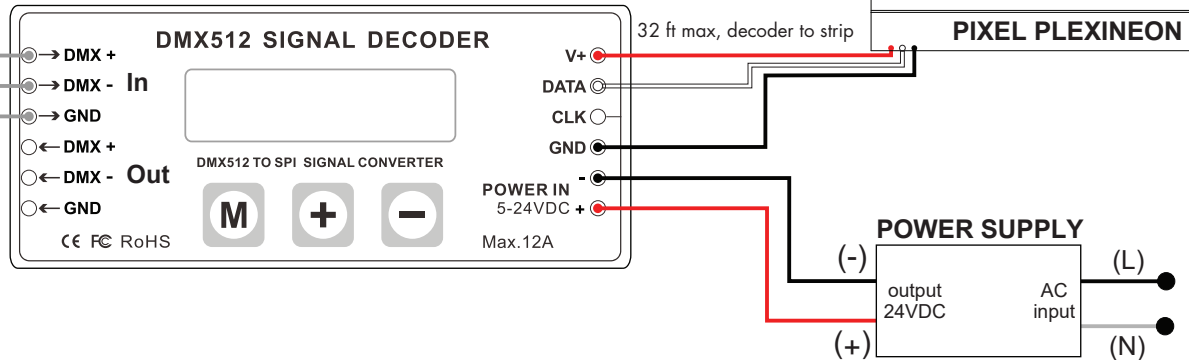 DMX512 SIGNAL DECODER
DMX +
DMX - In
GND
DMX +
DMX - Out
GND
DMX512 TO SPI SIGNAL CONVERTER
M + −
CE FC RoHS
V+
DATA
CLK
GND
-
POWER IN
5-24VDC +
Max.12A
32 ft max, decoder to strip
PIXEL PLEXINEON
POWER SUPPLY
(-)
(+)
output
24VDC
AC
input
(L)
(N)